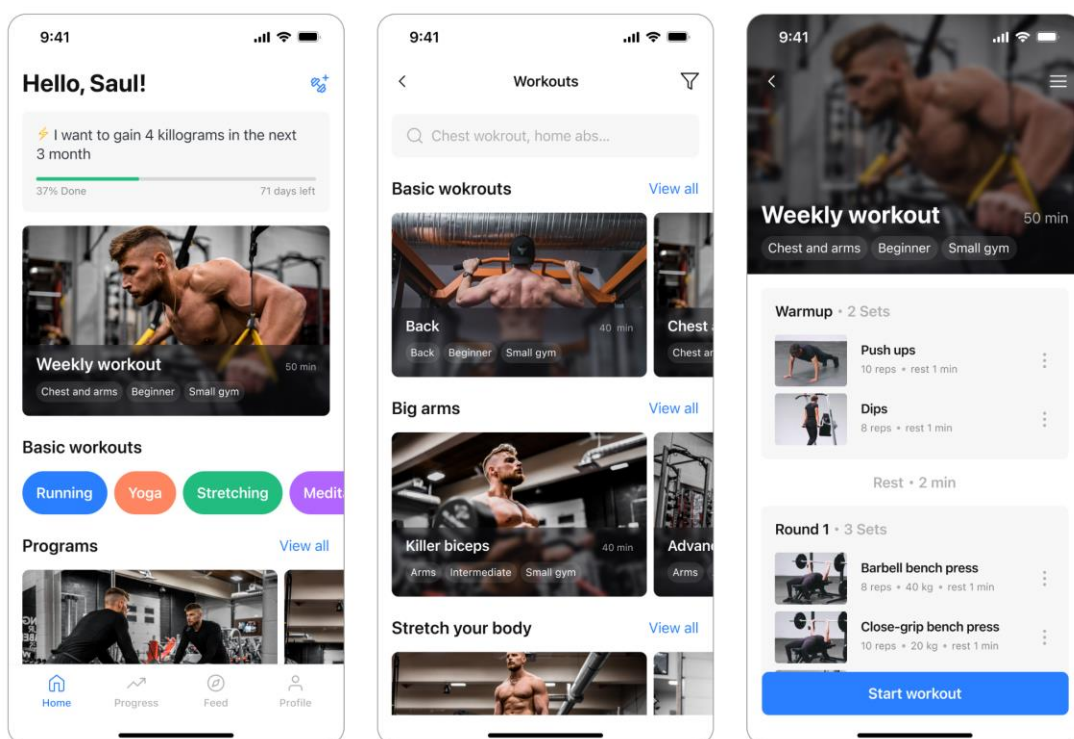 9:41
Hello, Saul!
I want to gain 4 killograms in the next
3 month
37% Done
71 days left
Weekly workout
50 min
Chest and arms
Beginner
Small gym
Basic workouts
Running
Yoga
Stretching
Medita
Programs
View all
Home
Progress
Feed
Profile
9:41
Workouts
Chest wokrout, home abs...
Basic wokrouts
View all
Back
40 min
Back
Beginner
Small gym
Chest
Chest ar
Big arms
View all
Killer biceps
40 min
Arms
Intermediate
Small gym
Advan
Arms
Stretch your body
View all
9:41
Weekly workout
50 min
Chest and arms
Beginner
Small gym
Warmup • 2 Sets
Push ups
10 reps • rest 1 min
Dips
8 reps • rest 1 min
Rest • 2 min
Round 1 • 3 Sets
Barbell bench press
8 reps • 40 kg • rest 1 min
Close-grip bench press
10 reps • 20 kg • rest 1 min
Start workout